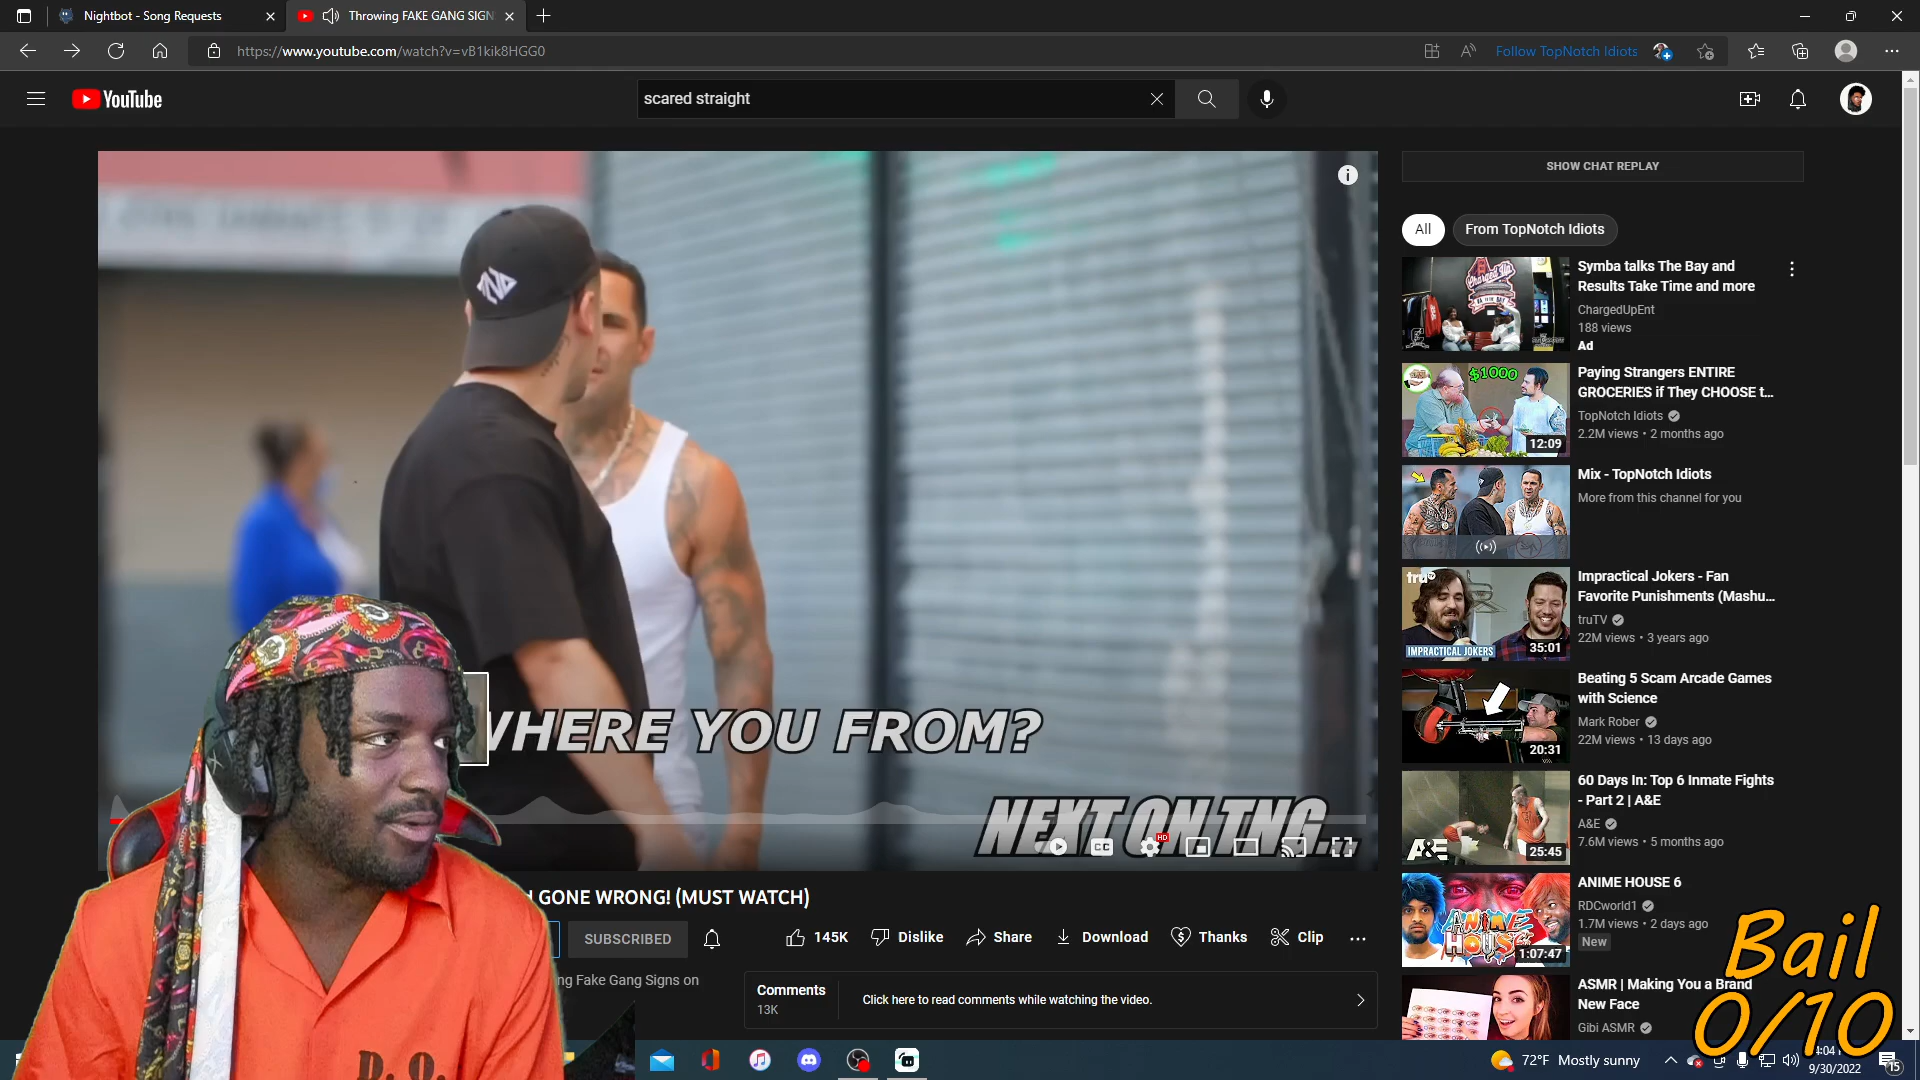 Nightbot - Song Requests
Throwing FAKE GANG SIGN
https://www.youtube.com/watch?v=vB1kik8HGG0
Follow TopNotch Idiots
YouTube
scared straight
SHOW CHAT REPLAY
All
From TopNotch Idiots
Symba talks The Bay and
Results Take Time and more
ChargedUpEnt
188 views
Ad
$1000
12:09
Paying Strangers ENTIRE
GROCERIES if They CHOOSE t...
TopNotch Idiots
2.2M views • 2 months ago
Mix - TopNotch Idiots
More from this channel for you
tru
IMPRACTICAL JOKERS
35:01
Impractical Jokers - Fan
Favorite Punishments (Mashu...
truTV
22M views • 3 years ago
20:31
Beating 5 Scam Arcade Games
with Science
Mark Rober
22M views • 13 days ago
A&E
25:45
60 Days In: Top 6 Inmate Fights
- Part 2 | A&E
A&E
7.6M views • 5 months ago
ANIME
HOUSE
1:07:47
ANIME HOUSE 6
RDCworld1
1.7M views • 2 days ago
New
ASMR | Making You a Brand
New Face
Gibi ASMR
WHERE YOU FROM?
NEXT ON TNG...
CC
HD
GONE WRONG! (MUST WATCH)
SUBSCRIBED
145K
Dislike
Share
Download
Thanks
Clip
ng Fake Gang Signs on
Comments
13K
Click here to read comments while watching the video.
Bail
0/10
D. O.
72°F Mostly sunny
9/30/2022
15